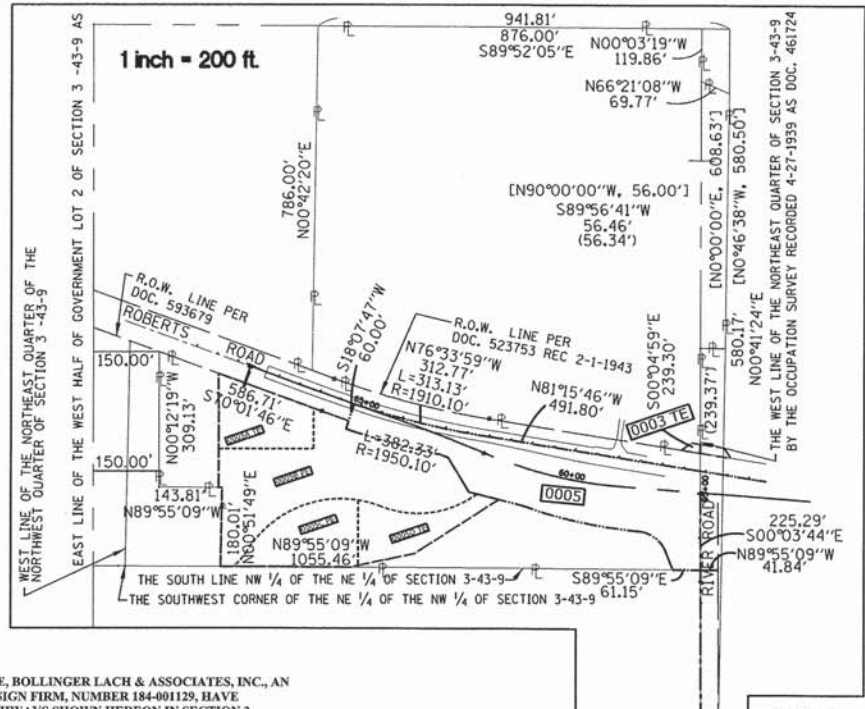 941.81'
876.00'
S89°52'05"E
1 inch = 200 ft.
N00°03'19"W
119.86'
N66°21'08"W
69.77'
786.00'
N00°42'20"E
[N90°00'00"W, 56.00']
S89°56'41"W
56.46'
(56.34')
[N0°00'00"E, 608.63']
[N0°46'38"W, 580.50']
580.17'
N00°41'24"E
THE WEST LINE OF THE NORTHEAST QUARTER OF SECTION 3-43-9
BY THE OCCUPATION SURVEY RECORDED 4-27-1939 AS DOC. 461724
WEST LINE OF THE NORTHEAST QUARTER OF THE
NORTHWEST QUARTER OF SECTION 3 -43-9
EAST LINE OF THE WEST HALF OF GOVERNMENT LOT 2 OF SECTION 3 -43-9 AS
R.O.W. LINE PER
DOC. 593679
ROBERTS ROAD
R.O.W. LINE PER
DOC. 523753 REC 2-1-1943
S18°07'47"W
60.00'
N76°33'59"W
312.77'
L=313.13'
R=1910.10'
N81°15'46"W
491.80'
S00°04'59"E
239.30'
0003 TE
(239.37')
150.00'
N00°12'19"W
309.13'
586.71'
S70°01'46"E
65+00
L=382.33'
R=1950.10'
60+00
0005
150.00'
143.81'
N89°55'09"W
180.01'
N00°51'49"E
N89°55'09"W
1055.46'
RIVER ROAD
225.29'
S00°03'44"E
N89°55'09"W
41.84'
THE SOUTH LINE NW 1/4 OF THE NE 1/4 OF SECTION 3-43-9
THE SOUTHWEST CORNER OF THE NE 1/4 OF THE NW 1/4 OF SECTION 3-43-9
S89°55'09"E
61.15'
E, BOLLINGER LACH & ASSOCIATES, INC., AN
SIGN FIRM, NUMBER 184-001129, HAVE